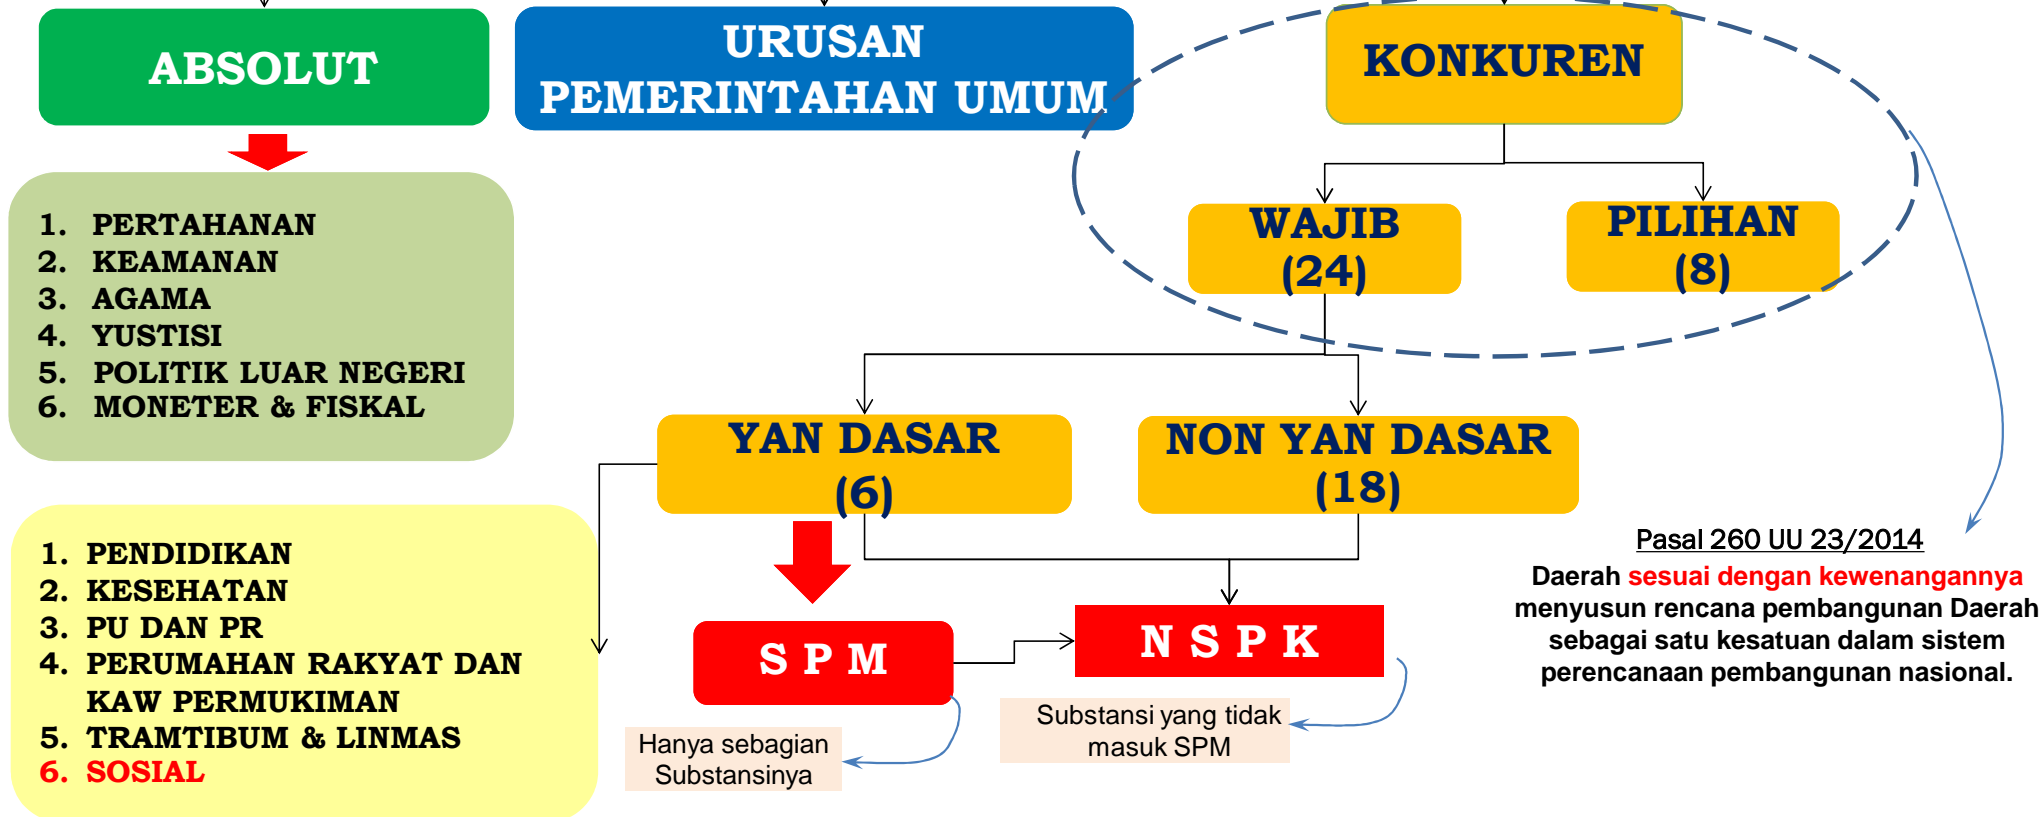 ABSOLUT
URUSAN
PEMERINTAHAN UMUM
KONKUREN
1. PERTAHANAN
2. KEAMANAN
3. AGAMA
4. YUSTISI
5. POLITIK LUAR NEGERI
6. MONETER & FISKAL
WAJIB
(24)
PILIHAN
(8)
YAN DASAR
(6)
NON YAN DASAR
(18)
1. PENDIDIKAN
2. KESEHATAN
3. PU DAN PR
4. PERUMAHAN RAKYAT DAN
KAW PERMUKIMAN
5. TRAMTIBUM & LINMAS
6. SOSIAL
S P M
N S P K
Hanya sebagian
Substansinya
Substansi yang tidak
masuk SPM
Pasal 260 UU 23/2014
Daerah sesuai dengan kewenangannya
menyusun rencana pembangunan Daerah
sebagai satu kesatuan dalam sistem
perencanaan pembangunan nasional.